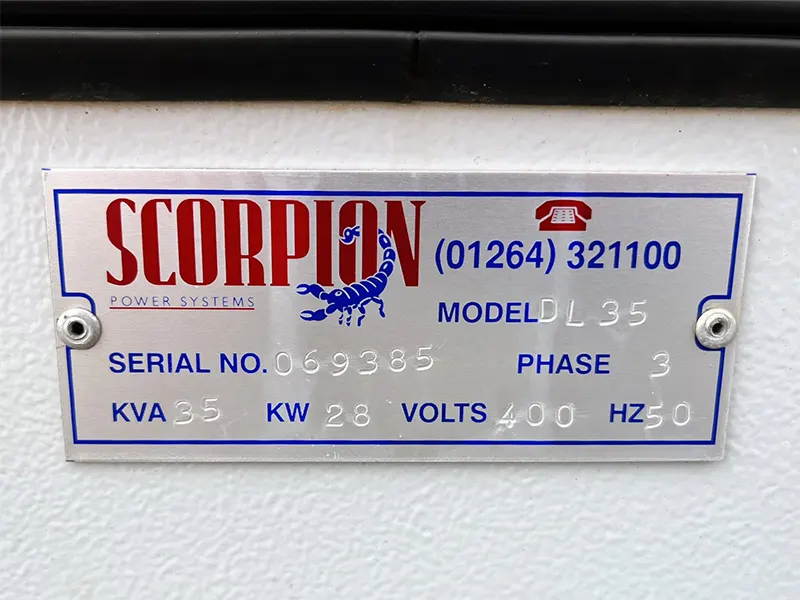 SCORPION
POWER SYSTEMS
(01264) 321100
MODEL DL 35
SERIAL NO. 069385 PHASE 3
KVA 35 KW 28 VOLTS 400 HZ 50